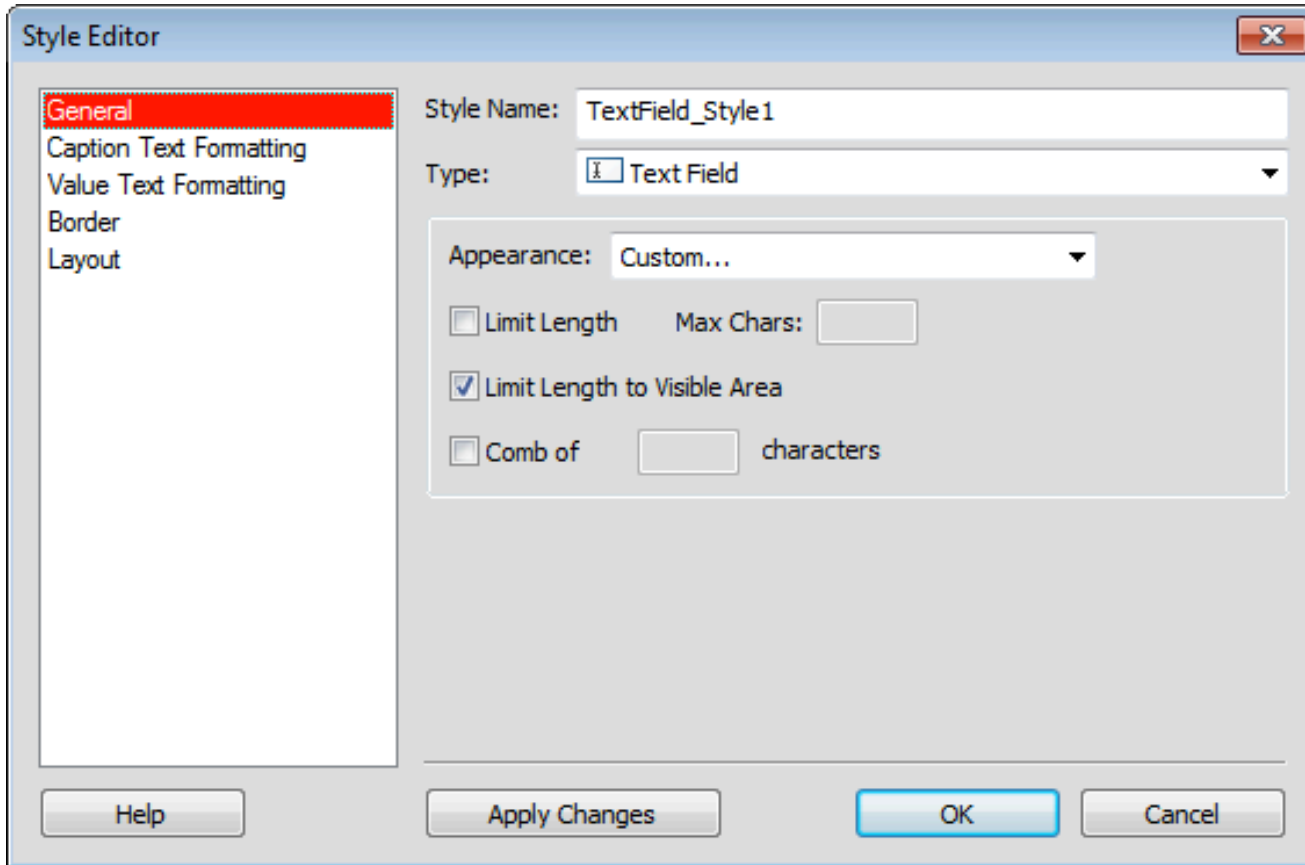 Style Editor
General
Caption Text Formatting
Value Text Formatting
Border
Layout
Style Name: TextField_Style1
Type: Text Field
Appearance: Custom...
Limit Length Max Chars:
Limit Length to Visible Area
Comb of characters
Help Apply Changes OK Cancel